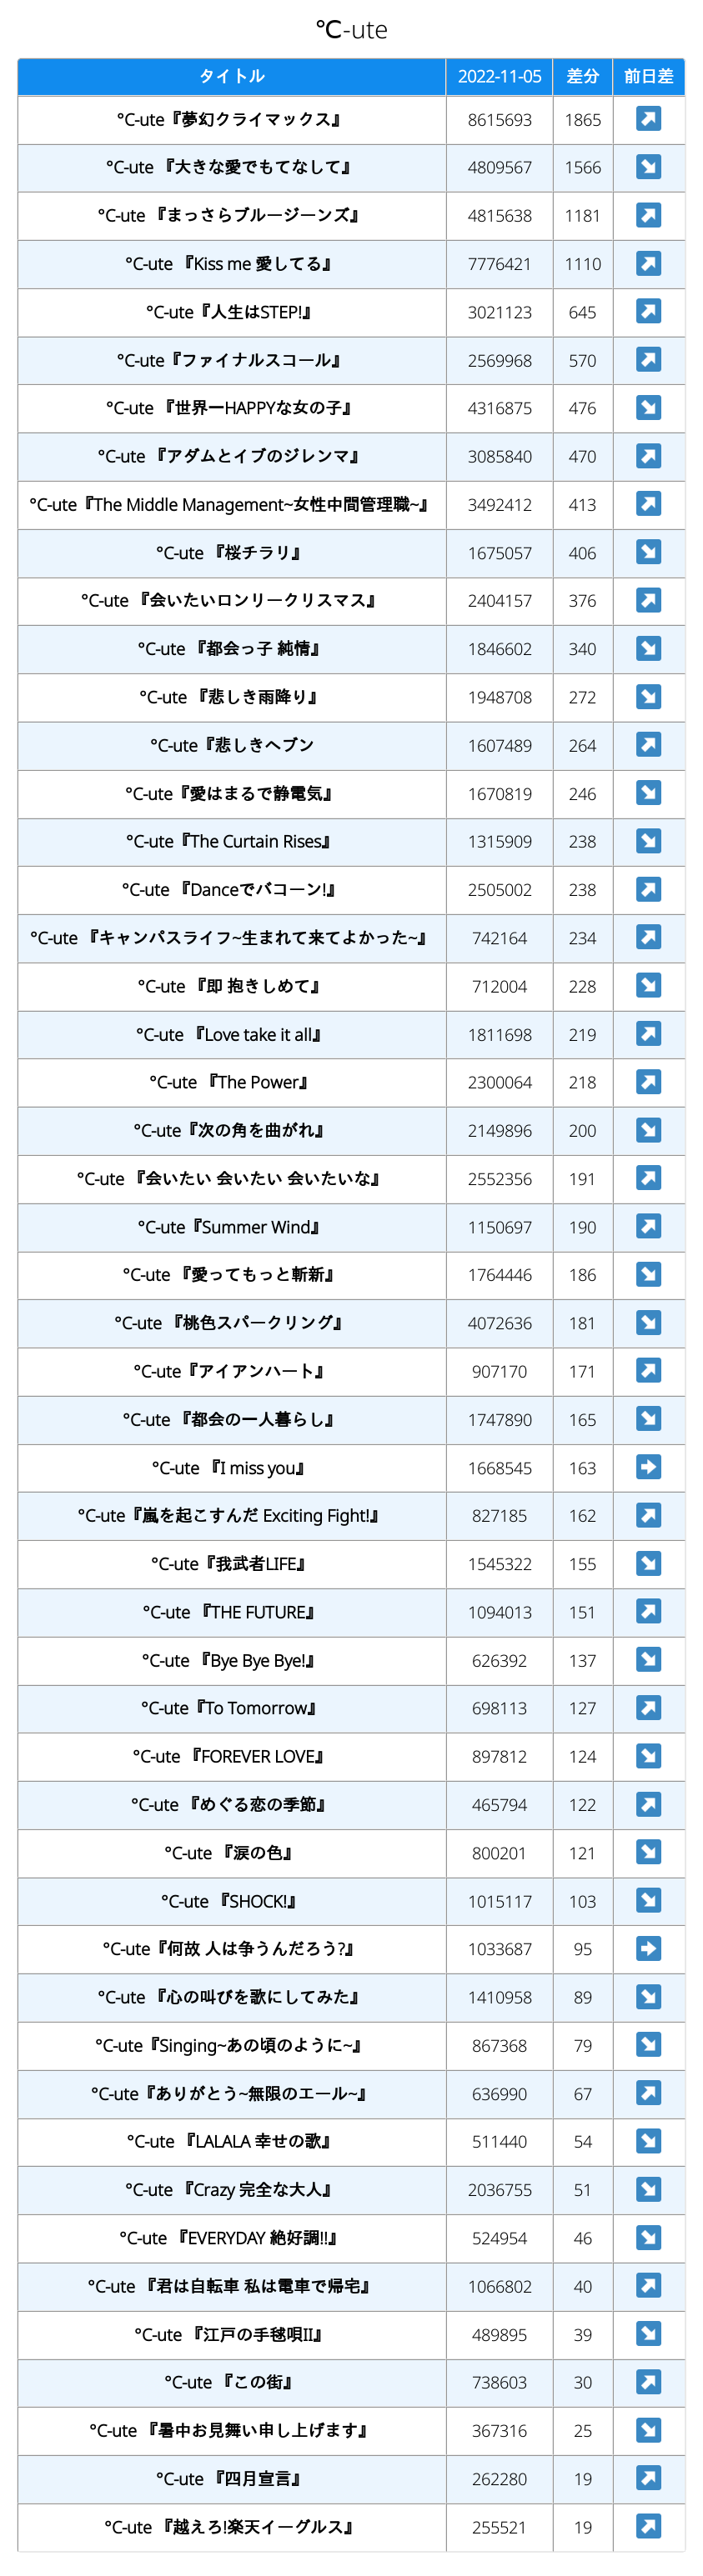 ℃-ute
タイトル 2022-11-05 差分 前日差
°C-ute『夢幻クライマックス』 8615693 1865 ↗
°C-ute 『大きな愛でもてなして』 4809567 1566 ↘
°C-ute 『まっさらブルージーンズ』 4815638 1181 ↗
°C-ute 『Kiss me 愛してる』 7776421 1110 ↗
°C-ute『人生はSTEP!』 3021123 645 ↗
°C-ute『ファイナルスコール』 2569968 570 ↗
°C-ute 『世界一HAPPYな女の子』 4316875 476 ↘
°C-ute 『アダムとイブのジレンマ』 3085840 470 ↗
°C-ute『The Middle Management~女性中間管理職~』 3492412 413 ↗
°C-ute 『桜チラリ』 1675057 406 ↘
°C-ute 『会いたいロンリークリスマス』 2404157 376 ↗
°C-ute 『都会っ子 純情』 1846602 340 ↘
°C-ute 『悲しき雨降り』 1948708 272 ↘
°C-ute『悲しきヘブン 1607489 264 ↗
°C-ute『愛はまるで静電気』 1670819 246 ↘
°C-ute『The Curtain Rises』 1315909 238 ↘
°C-ute 『Danceでバコーン!』 2505002 238 ↗
°C-ute 『キャンパスライフ~生まれて来てよかった~』 742164 234 ↗
°C-ute 『即 抱きしめて』 712004 228 ↘
°C-ute 『Love take it all』 1811698 219 ↗
°C-ute 『The Power』 2300064 218 ↗
°C-ute『次の角を曲がれ』 2149896 200 ↘
°C-ute 『会いたい 会いたい 会いたいな』 2552356 191 ↗
°C-ute『Summer Wind』 1150697 190 ↗
°C-ute 『愛ってもっと斬新』 1764446 186 ↘
°C-ute 『桃色スパークリング』 4072636 181 ↘
°C-ute『アイアンハート』 907170 171 ↗
°C-ute 『都会の一人暮らし』 1747890 165 ↘
°C-ute 『I miss you』 1668545 163 →
°C-ute『嵐を起こすんだ Exciting Fight!』 827185 162 ↗
°C-ute『我武者LIFE』 1545322 155 ↘
°C-ute 『THE FUTURE』 1094013 151 ↗
°C-ute 『Bye Bye Bye!』 626392 137 ↘
°C-ute『To Tomorrow』 698113 127 ↗
°C-ute 『FOREVER LOVE』 897812 124 ↘
°C-ute 『めぐる恋の季節』 465794 122 ↗
°C-ute 『涙の色』 800201 121 ↘
°C-ute 『SHOCK!』 1015117 103 ↘
°C-ute『何故 人は争うんだろう?』 1033687 95 →
°C-ute 『心の叫びを歌にしてみた』 1410958 89 ↘
°C-ute『Singing~あの頃のように~』 867368 79 ↘
°C-ute『ありがとう~無限のエール~』 636990 67 ↗
°C-ute 『LALALA 幸せの歌』 511440 54 ↘
°C-ute 『Crazy 完全な大人』 2036755 51 ↘
°C-ute 『EVERYDAY 絶好調!!』 524954 46 ↘
°C-ute 『君は自転車 私は電車で帰宅』 1066802 40 ↗
°C-ute 『江戸の手毬唄II』 489895 39 ↘
°C-ute 『この街』 738603 30 ↗
°C-ute 『暑中お見舞い申し上げます』 367316 25 ↘
°C-ute 『四月宣言』 262280 19 ↗
°C-ute 『越えろ!楽天イーグルス』 255521 19 ↗